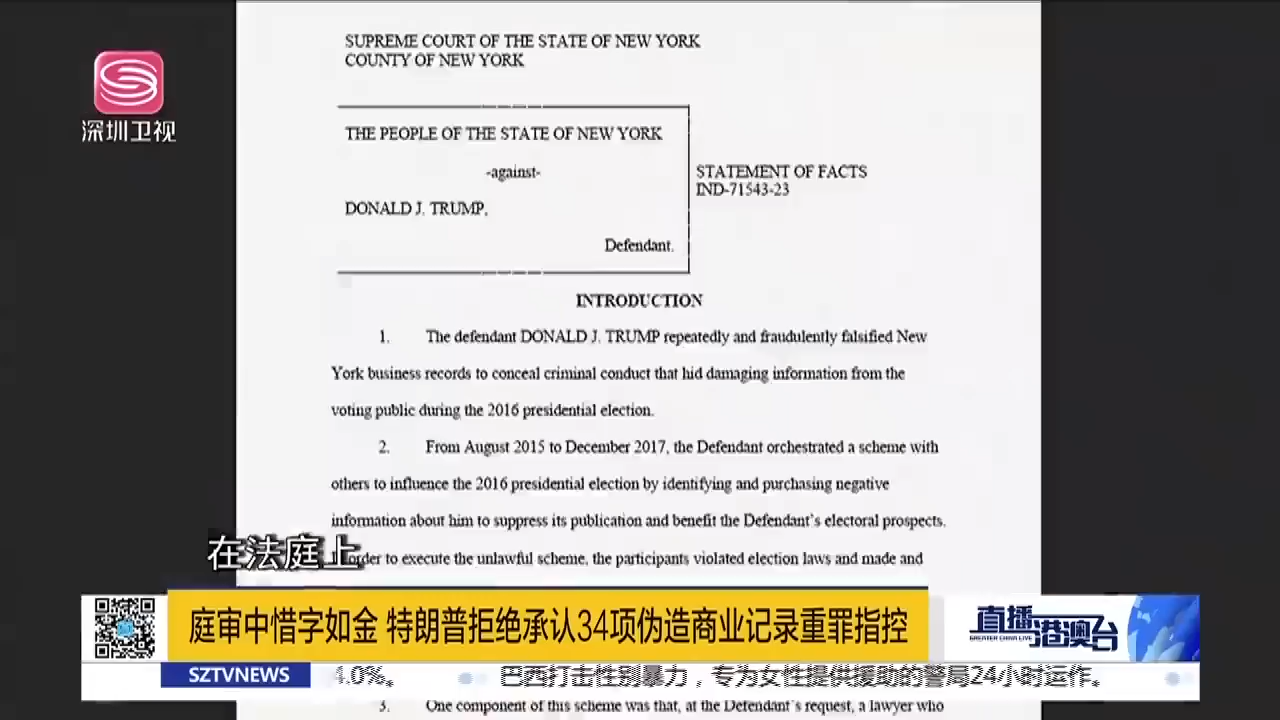 SUPREME COURT OF THE STATE OF NEW YORK
COUNTY OF NEW YORK
深圳卫视
THE PEOPLE OF THE STATE OF NEW YORK
-against-
STATEMENT OF FACTS
IND-71543-23
DONALD J. TRUMP,
Defendant.
INTRODUCTION
1. The defendant DONALD J. TRUMP repeatedly and fraudulently falsified New
York business records to conceal criminal conduct that hid damaging information from the
voting public during the 2016 presidential election.
2. From August 2015 to December 2017, the Defendant orchestrated a scheme with
others to influence the 2016 presidential election by identifying and purchasing negative
information about him to suppress its publication and benefit the Defendant's electoral prospects.
在法庭上
order to execute the unlawful scheme, the participants violated election laws and made and
庭审中惜字如金 特朗普拒绝承认34项伪造商业记录重罪指控
直播港澳台
GREATER CHINA LIVE
SZTVNEWS
4.0%。 巴西打击性别暴力，专为女性提供援助的警局24小时运作。
3. One component of this scheme was that, at the Defendant's request, a lawyer who